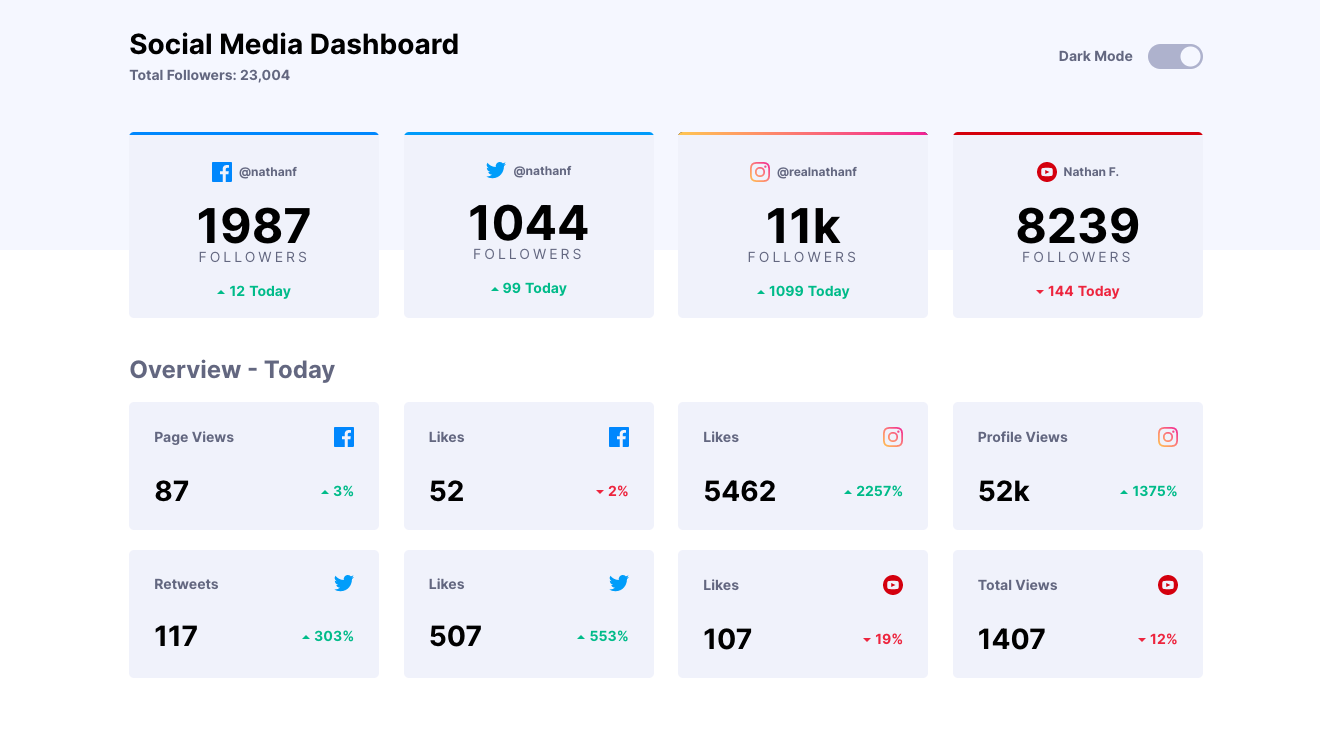 Social Media Dashboard
Total Followers: 23,004
Dark Mode
@nathanf
1987
FOLLOWERS
12 Today
@nathanf
1044
FOLLOWERS
99 Today
@realnathanf
11k
FOLLOWERS
1099 Today
Nathan F.
8239
FOLLOWERS
144 Today
Overview - Today
Page Views
87
3%
Likes
52
2%
Likes
5462
2257%
Profile Views
52k
1375%
Retweets
117
303%
Likes
507
553%
Likes
107
19%
Total Views
1407
12%